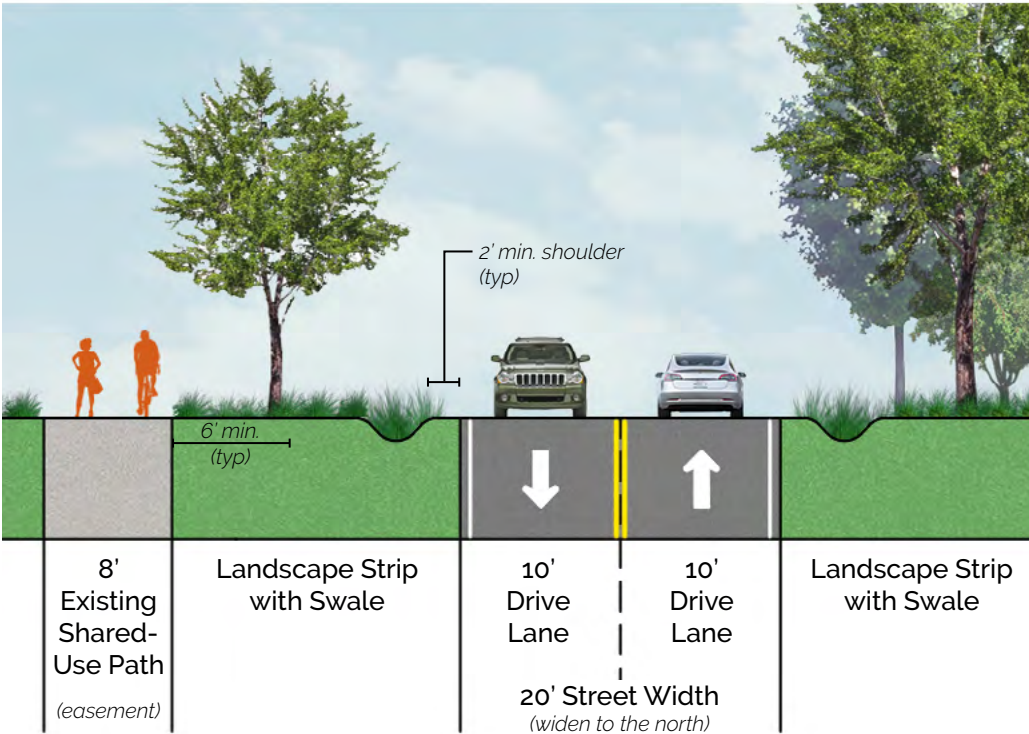 2’ min. shoulder
(typ)
6’ min.
(typ)
8’
Existing
Shared-
Use Path
(easement)
Landscape Strip
with Swale
10’
Drive
Lane
10’
Drive
Lane
20’ Street Width
(widen to the north)
Landscape Strip
with Swale